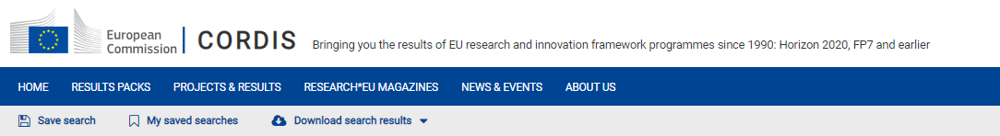 European
Commission
CORDIS
Bringing you the results of EU research and innovation framework programmes since 1990: Horizon 2020, FP7 and earlier
HOME RESULTS PACKS PROJECTS & RESULTS RESEARCH*EU MAGAZINES NEWS & EVENTS ABOUT US
Save search My saved searches Download search results